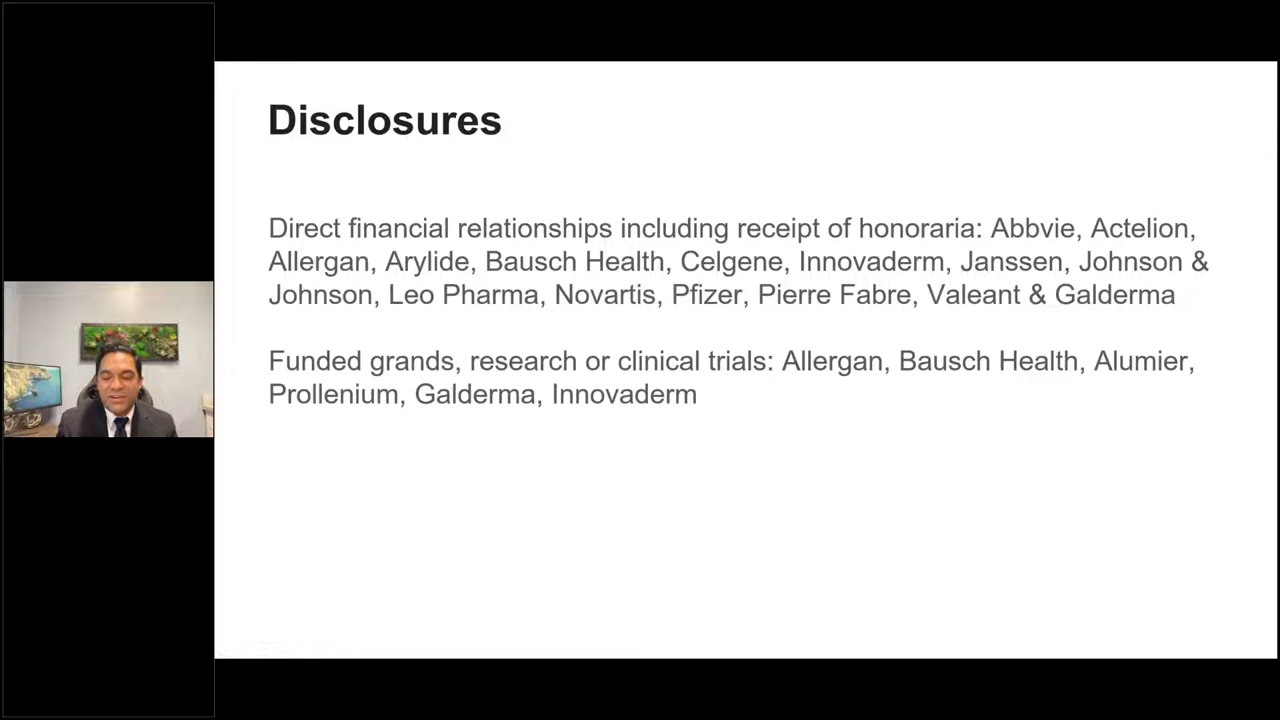 Disclosures
Direct financial relationships including receipt of honoraria: Abbvie, Actelion,
Allergan, Arylide, Bausch Health, Celgene, Innovaderm, Janssen, Johnson &
Johnson, Leo Pharma, Novartis, Pfizer, Pierre Fabre, Valeant & Galderma
Funded grands, research or clinical trials: Allergan, Bausch Health, Alumier,
Prollenium, Galderma, Innovaderm